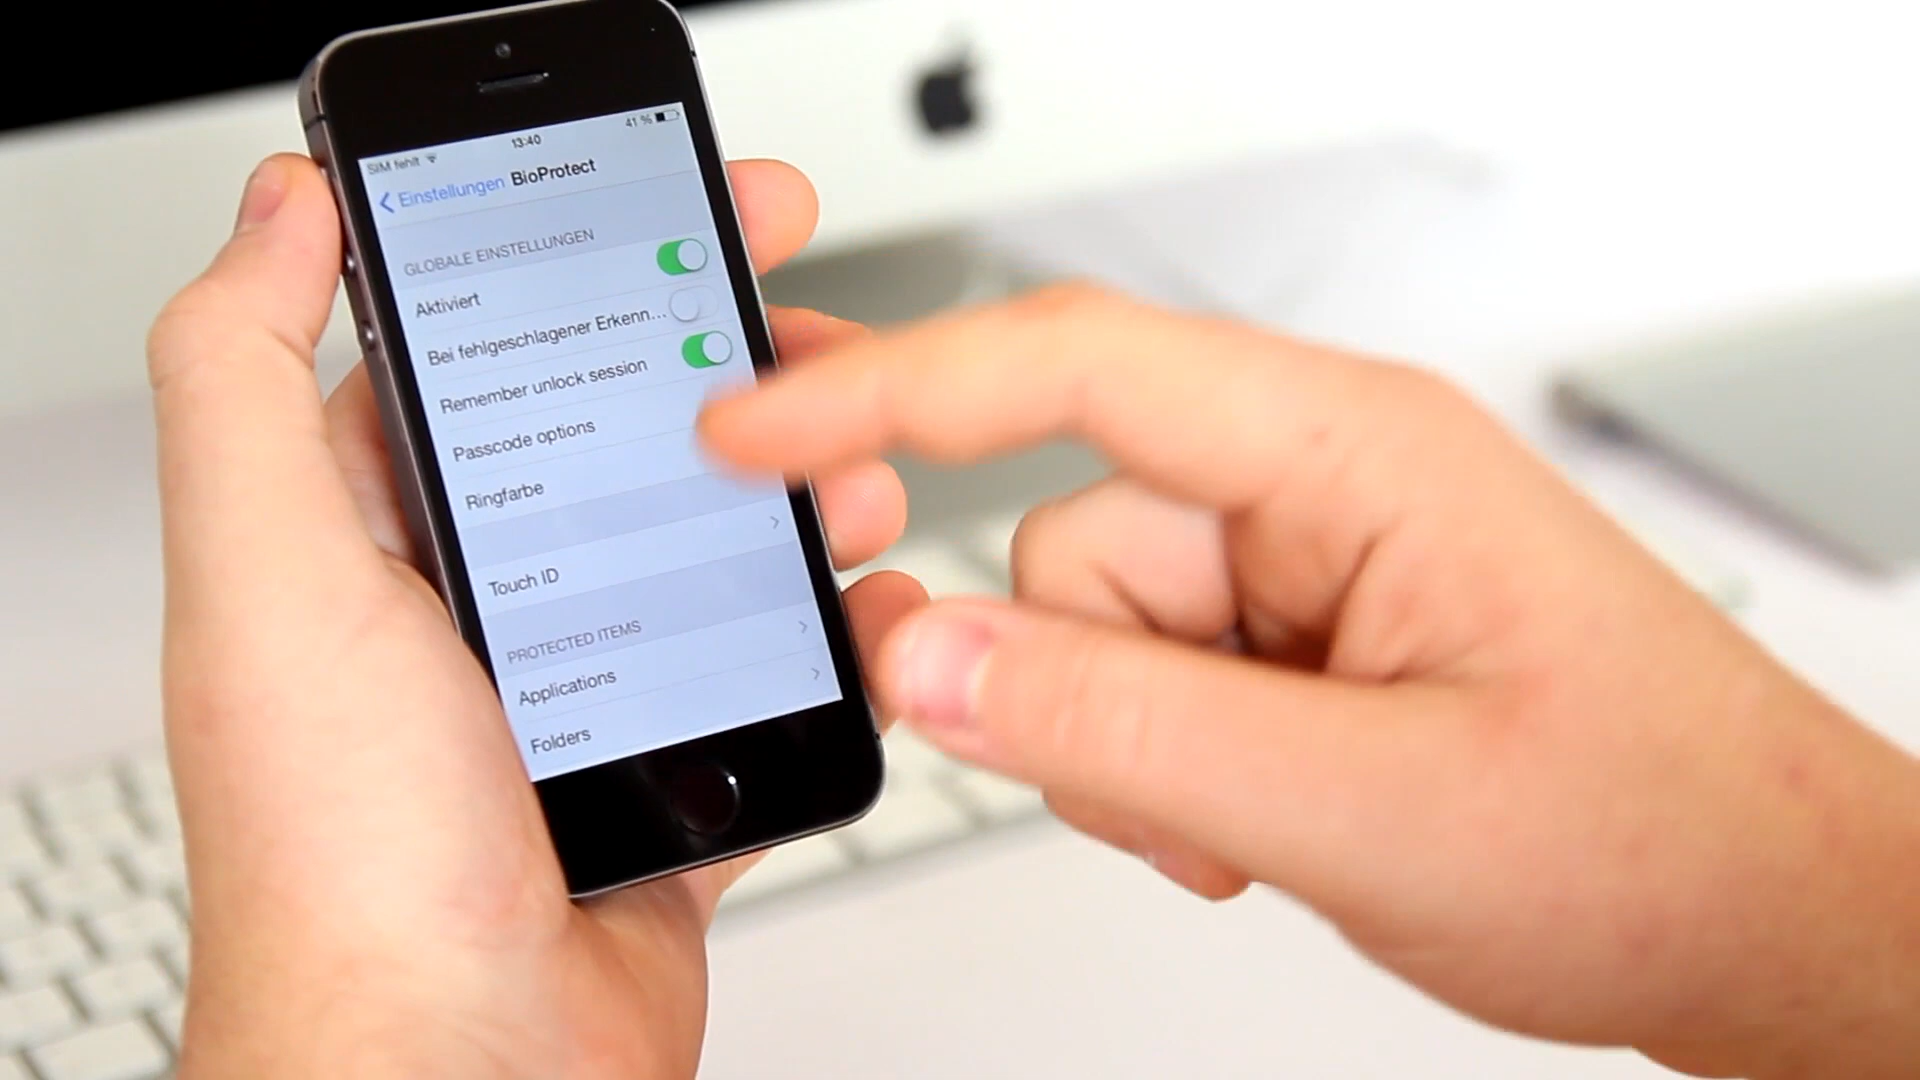 SIM fehlt 13:40 41 %
Einstellungen BioProtect
GLOBALE EINSTELLUNGEN
Aktiviert
Bei fehlgeschlagener Erkenn...
Remember unlock session
Passcode options
Ringfarbe
Touch ID
PROTECTED ITEMS
Applications
Folders